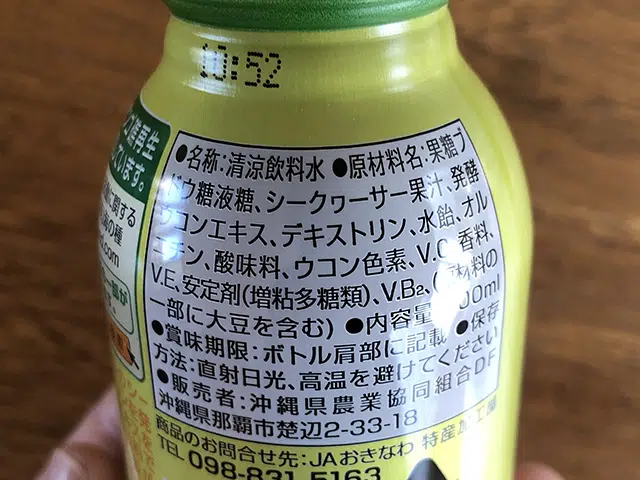 10:52
●名称:清涼飲料水 ●原材料名:果糖ブ
ドウ糖液糖、シークヮーサー果汁、発酵
ウコンエキス、デキストリン、水飴、オル
ニチン、酸味料、ウコン色素、V.C、香料、
V.E、安定剤(増粘多糖類)、V.B₂、(原材料の
一部に大豆を含む) ●内容量 00ml
●賞味期限:ボトル肩部に記載 ●保存
方法:直射日光、高温を避けてください
●販売者:沖縄県農業協同組合DF
沖縄県那覇市楚辺2-33-18
商品のお問合せ先:JAおきなわ 特産加工
TEL 098-831-5163